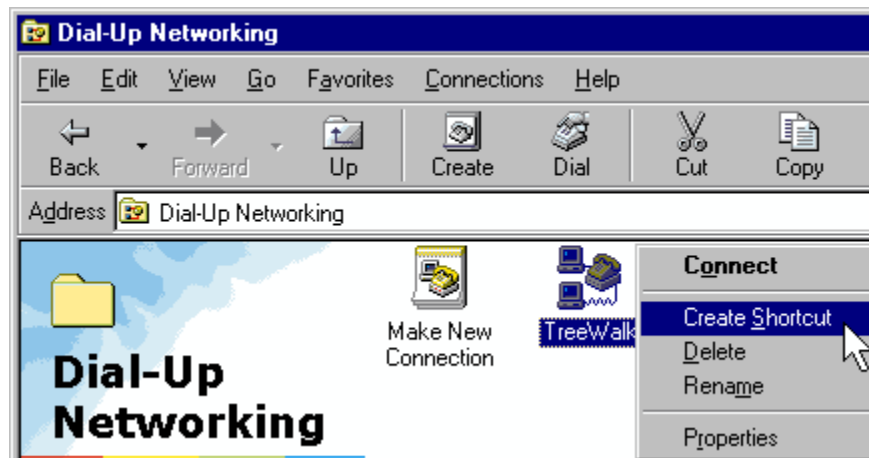 Dial-Up Networking
File Edit View Go Favorites Connections Help
Back Forward Up Create Dial Cut Copy
Address Dial-Up Networking
Make New
Connection
TreeWalk
Connect
Create Shortcut
Delete
Rename
Properties
Dial-Up
Networking